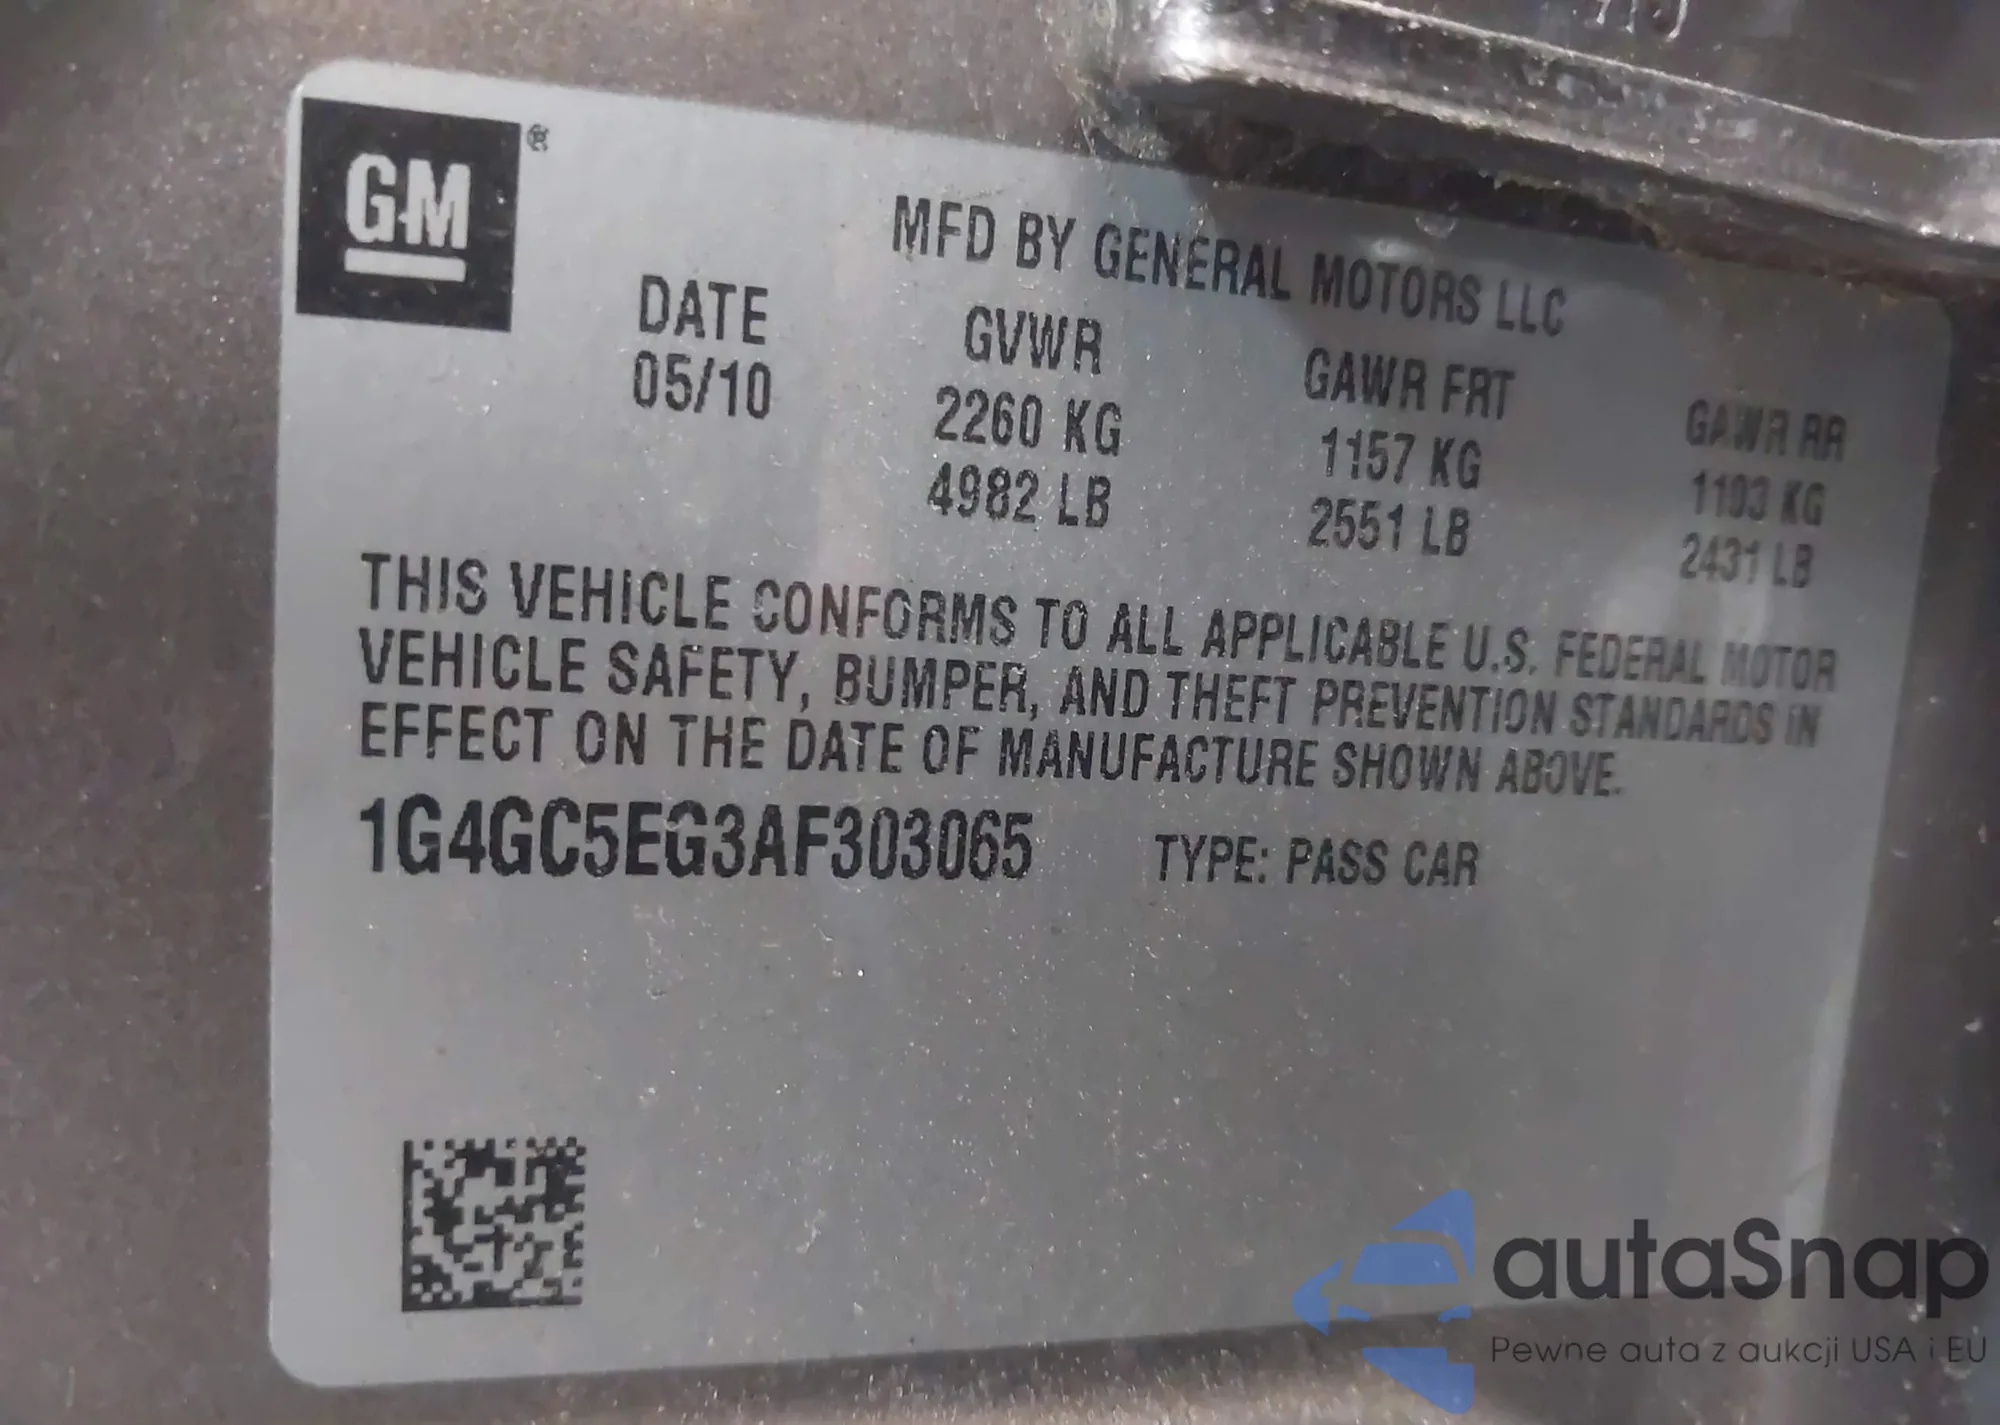 GM®
MFD BY GENERAL MOTORS LLC
DATE GVWR GAWR FRT GAWR RR
05/10 2260 KG 1157 KG 1103 KG
4982 LB 2551 LB 2431 LB
THIS VEHICLE CONFORMS TO ALL APPLICABLE U.S. FEDERAL MOTOR
VEHICLE SAFETY, BUMPER, AND THEFT PREVENTION STANDARDS IN
EFFECT ON THE DATE OF MANUFACTURE SHOWN ABOVE.
1G4GC5EG3AF303065 TYPE: PASS CAR
autaSnap
Pewne auta z aukcji USA i EU